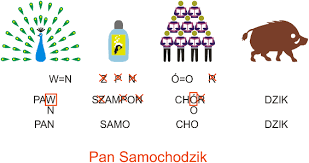 W=N Z P N Ó=O R
PAW SZAMPON CHÓR DZIK
N O
PAN SAMO CHO DZIK
Pan Samochodzik